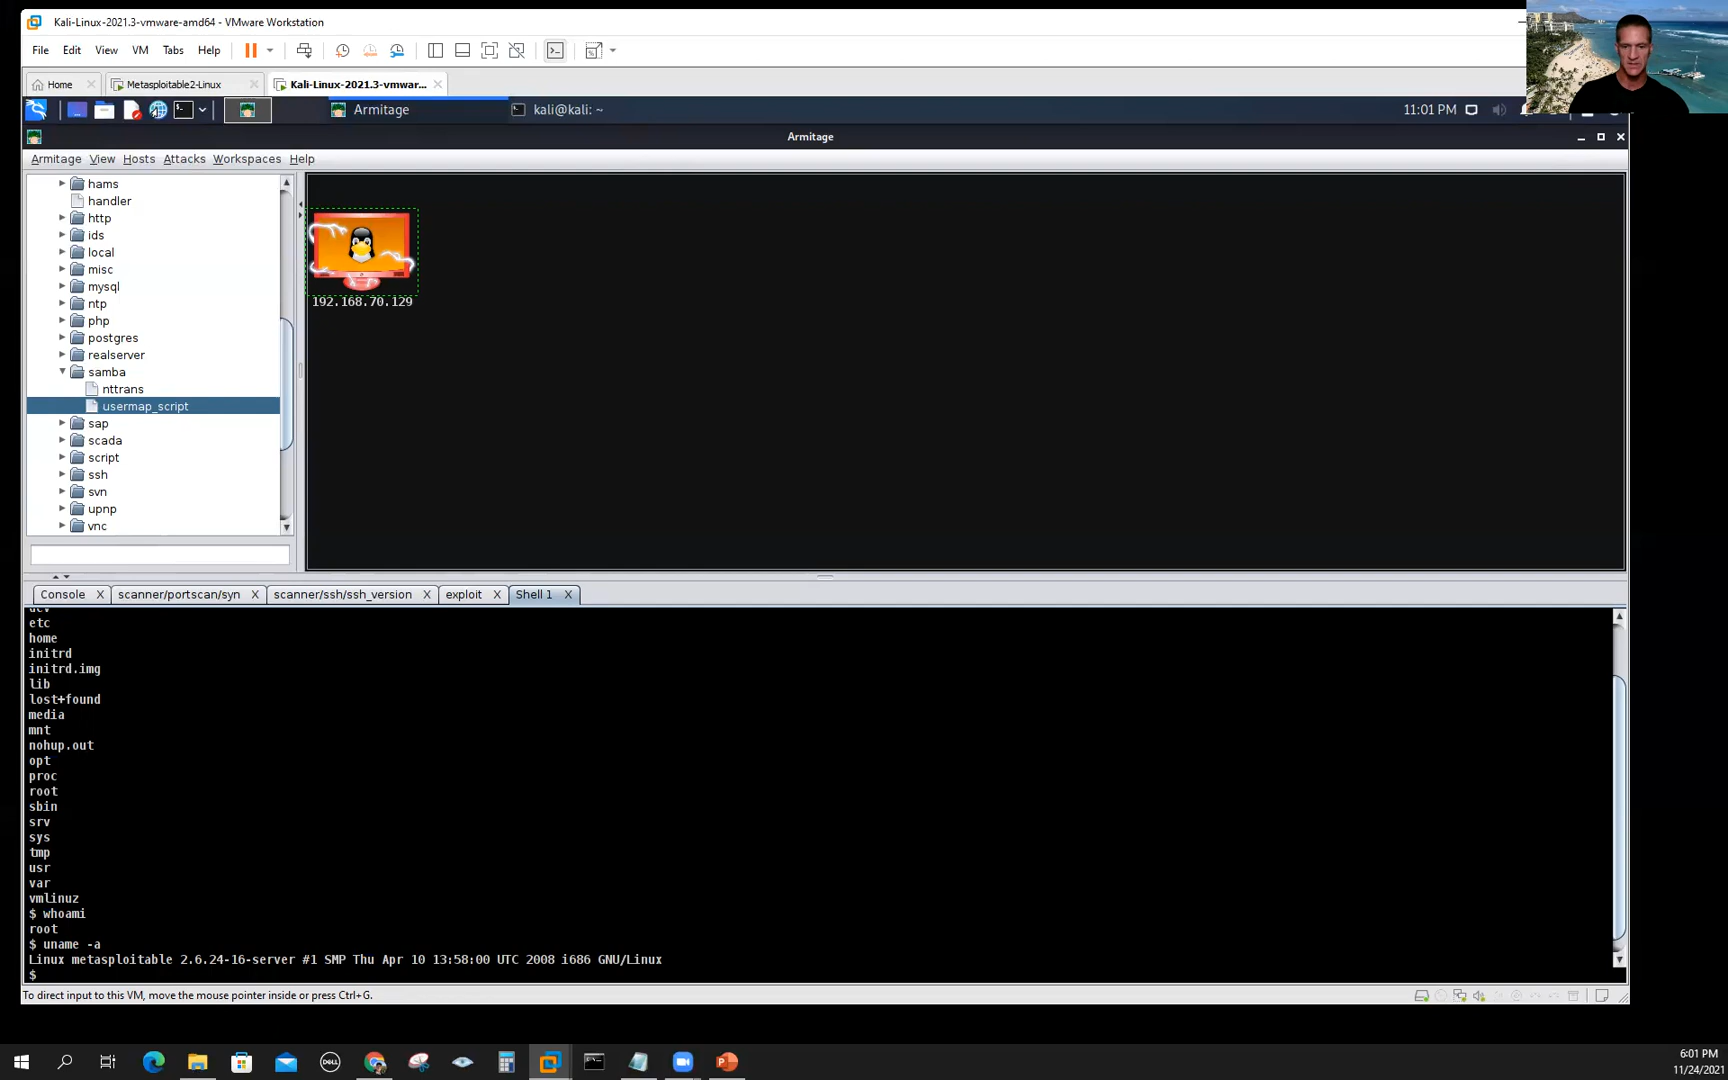 Kali-Linux-2021.3-vmware-amd64 - VMware Workstation
File Edit View VM Tabs Help
Home Metasploitable2-Linux Kali-Linux-2021.3-vmwar...
Armitage kali@kali: ~ 11:01 PM
Armitage
Armitage View Hosts Attacks Workspaces Help
hams
handler
http
ids
local
misc
mysql
ntp
php
postgres
realserver
samba
nttrans
usermap_script
sap
scada
script
ssh
svn
upnp
vnc
192.168.70.129
Console X scanner/portscan/syn X scanner/ssh/ssh_version X exploit X Shell 1 X
dev
etc
home
initrd
initrd.img
lib
lost+found
media
mnt
nohup.out
opt
proc
root
sbin
srv
sys
tmp
usr
var
vmlinuz
$ whoami
root
$ uname -a
Linux metasploitable 2.6.24-16-server #1 SMP Thu Apr 10 13:58:00 UTC 2008 i686 GNU/Linux
$
To direct input to this VM, move the mouse pointer inside or press Ctrl+G.
DELL
6:01 PM
11/24/2021